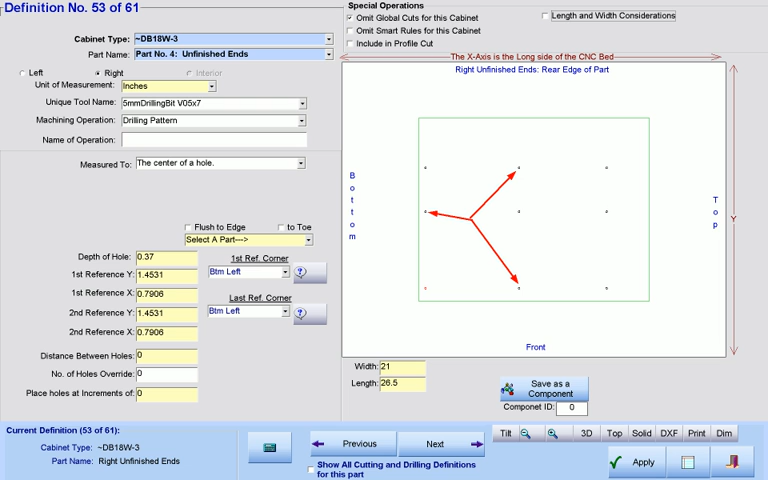 Definition No. 53 of 61
Cabinet Type: ~DB18W-3
Part Name: Part No. 4: Unfinished Ends
Left Right Interior
Unit of Measurement: Inches
Unique Tool Name: 5mmDrillingBit V05x7
Machining Operation: Drilling Pattern
Name of Operation:
Measured To: The center of a hole.
Flush to Edge to Toe
Select A Part--->
Depth of Hole: 0.37
1st Reference Y: 1.4531
1st Reference X: 0.7906
2nd Reference Y: 1.4531
2nd Reference X: 0.7906
1st Ref. Corner
Btm Left
Last Ref. Corner
Btm Left
Distance Between Holes: 0
No. of Holes Override: 0
Place holes at Increments of: 0
Special Operations
Omit Global Cuts for this Cabinet
Omit Smart Rules for this Cabinet
Include in Profile Cut
Length and Width Considerations
The X-Axis is the Long side of the CNC Bed
Right Unfinished Ends: Rear Edge of Part
Bottom
Top
Y
Front
Width: 21
Length: 26.5
Save as a
Component
Componet ID: 0
Current Definition (53 of 61):
Cabinet Type: ~DB18W-3
Part Name: Right Unfinished Ends
Previous
Next
Show All Cutting and Drilling Definitions
for this part
Tilt 3D Top Solid DXF Print Dim
Apply